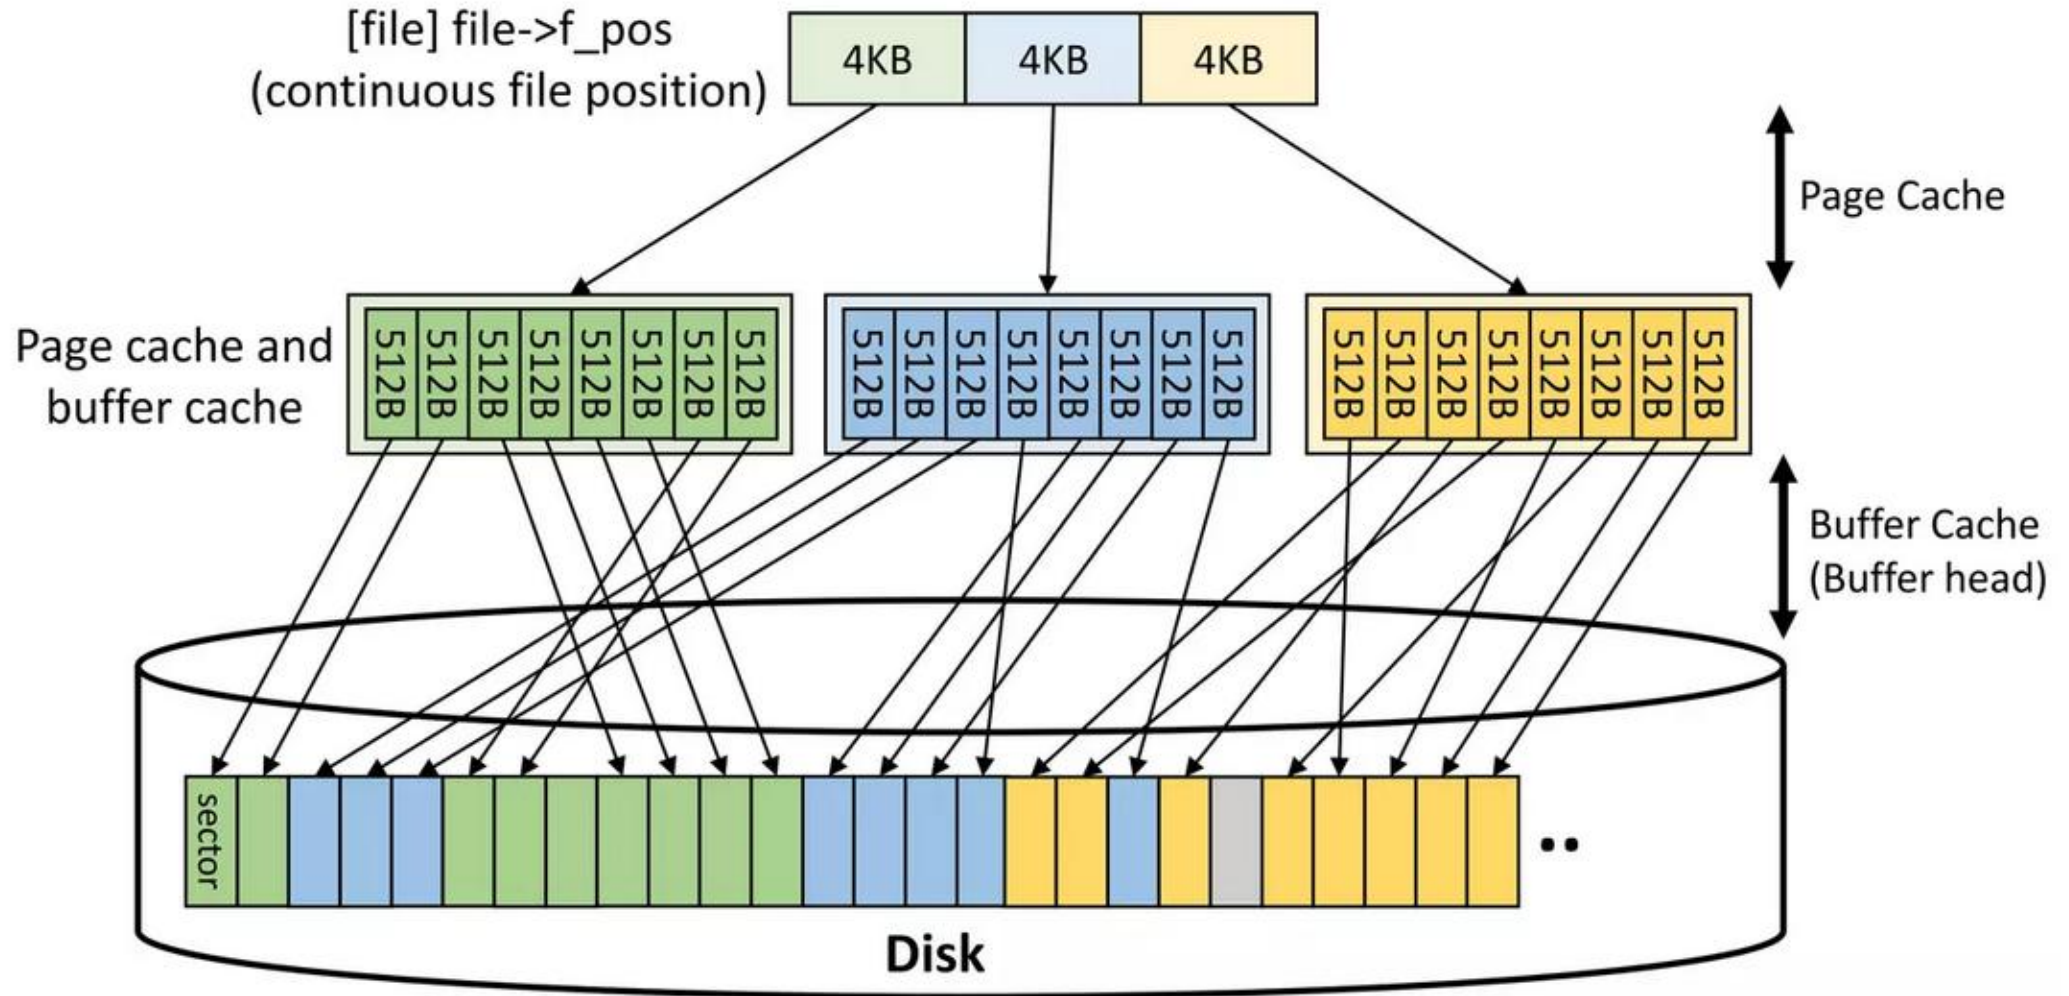 [file] file->f_pos
(continuous file position)
4KB 4KB 4KB
Page Cache
Page cache and
buffer cache
512B 512B 512B 512B 512B 512B 512B 512B
512B 512B 512B 512B 512B 512B 512B 512B
512B 512B 512B 512B 512B 512B 512B 512B
Buffer Cache
(Buffer head)
sector
..
Disk